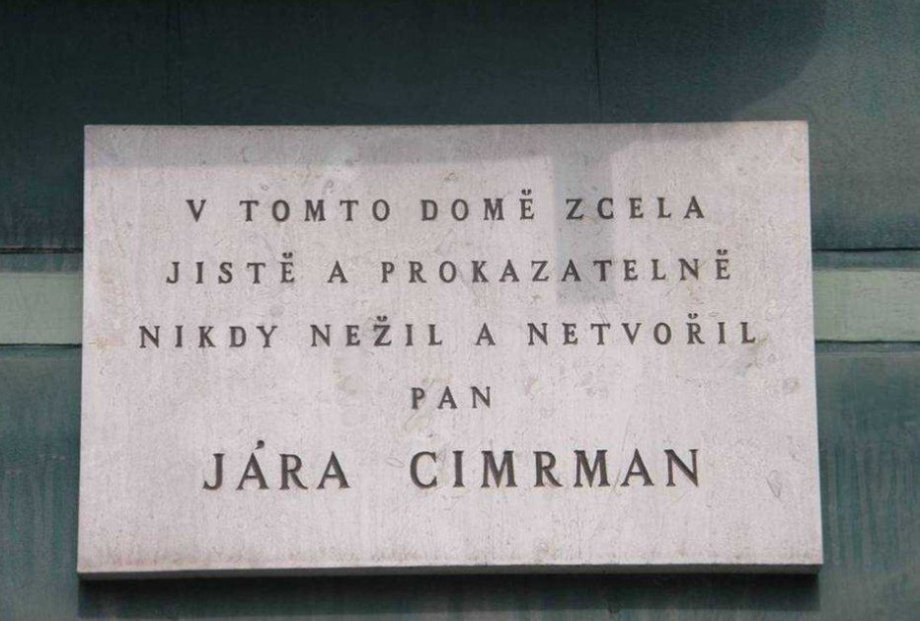 V TOMTO DOMĚ ZCELA
JISTĚ A PROKAZATELNĚ
NIKDY NEŽIL A NETVOŘIL
PAN
JÁRA CIMRMAN